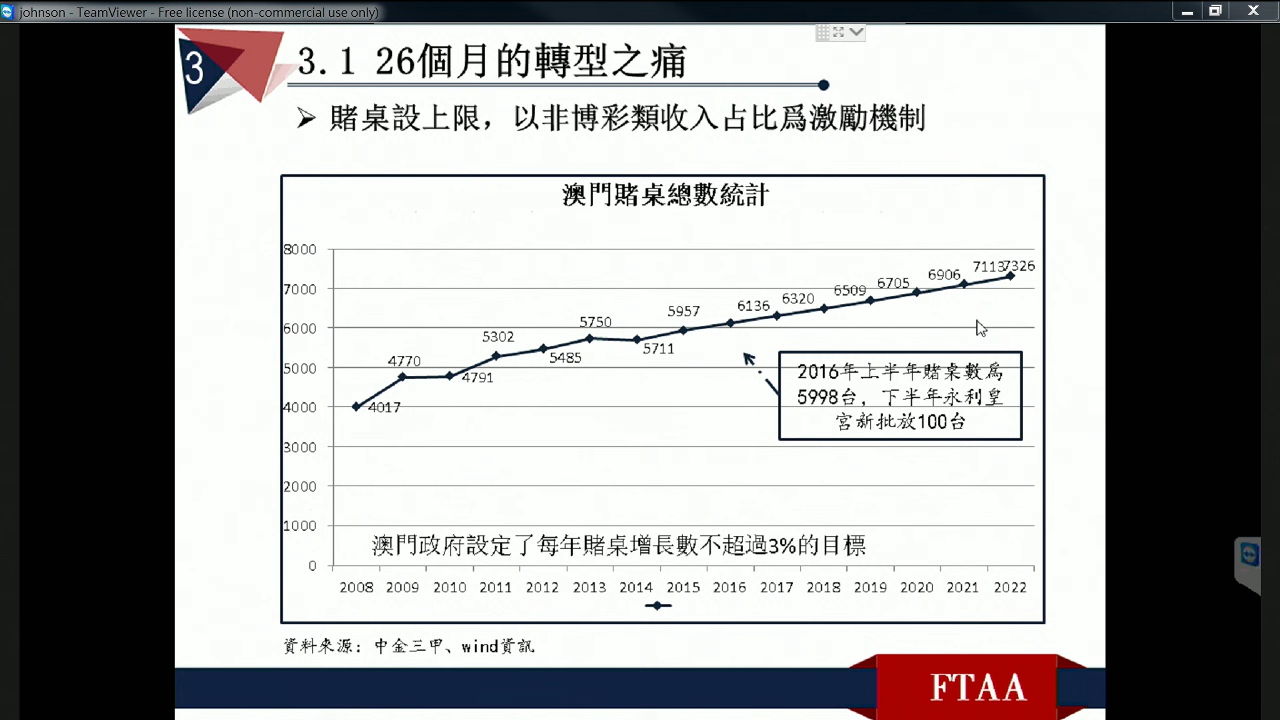 johnson - TeamViewer - Free license (non-commercial use only)
3
3.1 26個月的轉型之痛
賭桌設上限，以非博彩類收入占比爲激勵機制
澳門賭桌總數統計
8000
7000
6000
5000
4000
3000
2000
1000
0
4017
4770
4791
5302
5485
5750
5711
5957
6136
6320
6509
6705
6906
7113
7326
2016年上半年賭桌數爲
5998台，下半年永利皇
宮新批放100台
澳門政府設定了每年賭桌增長數不超過3%的目標
2008 2009 2010 2011 2012 2013 2014 2015 2016 2017 2018 2019 2020 2021 2022
資料來源：中金三甲、wind資訊
FTAA